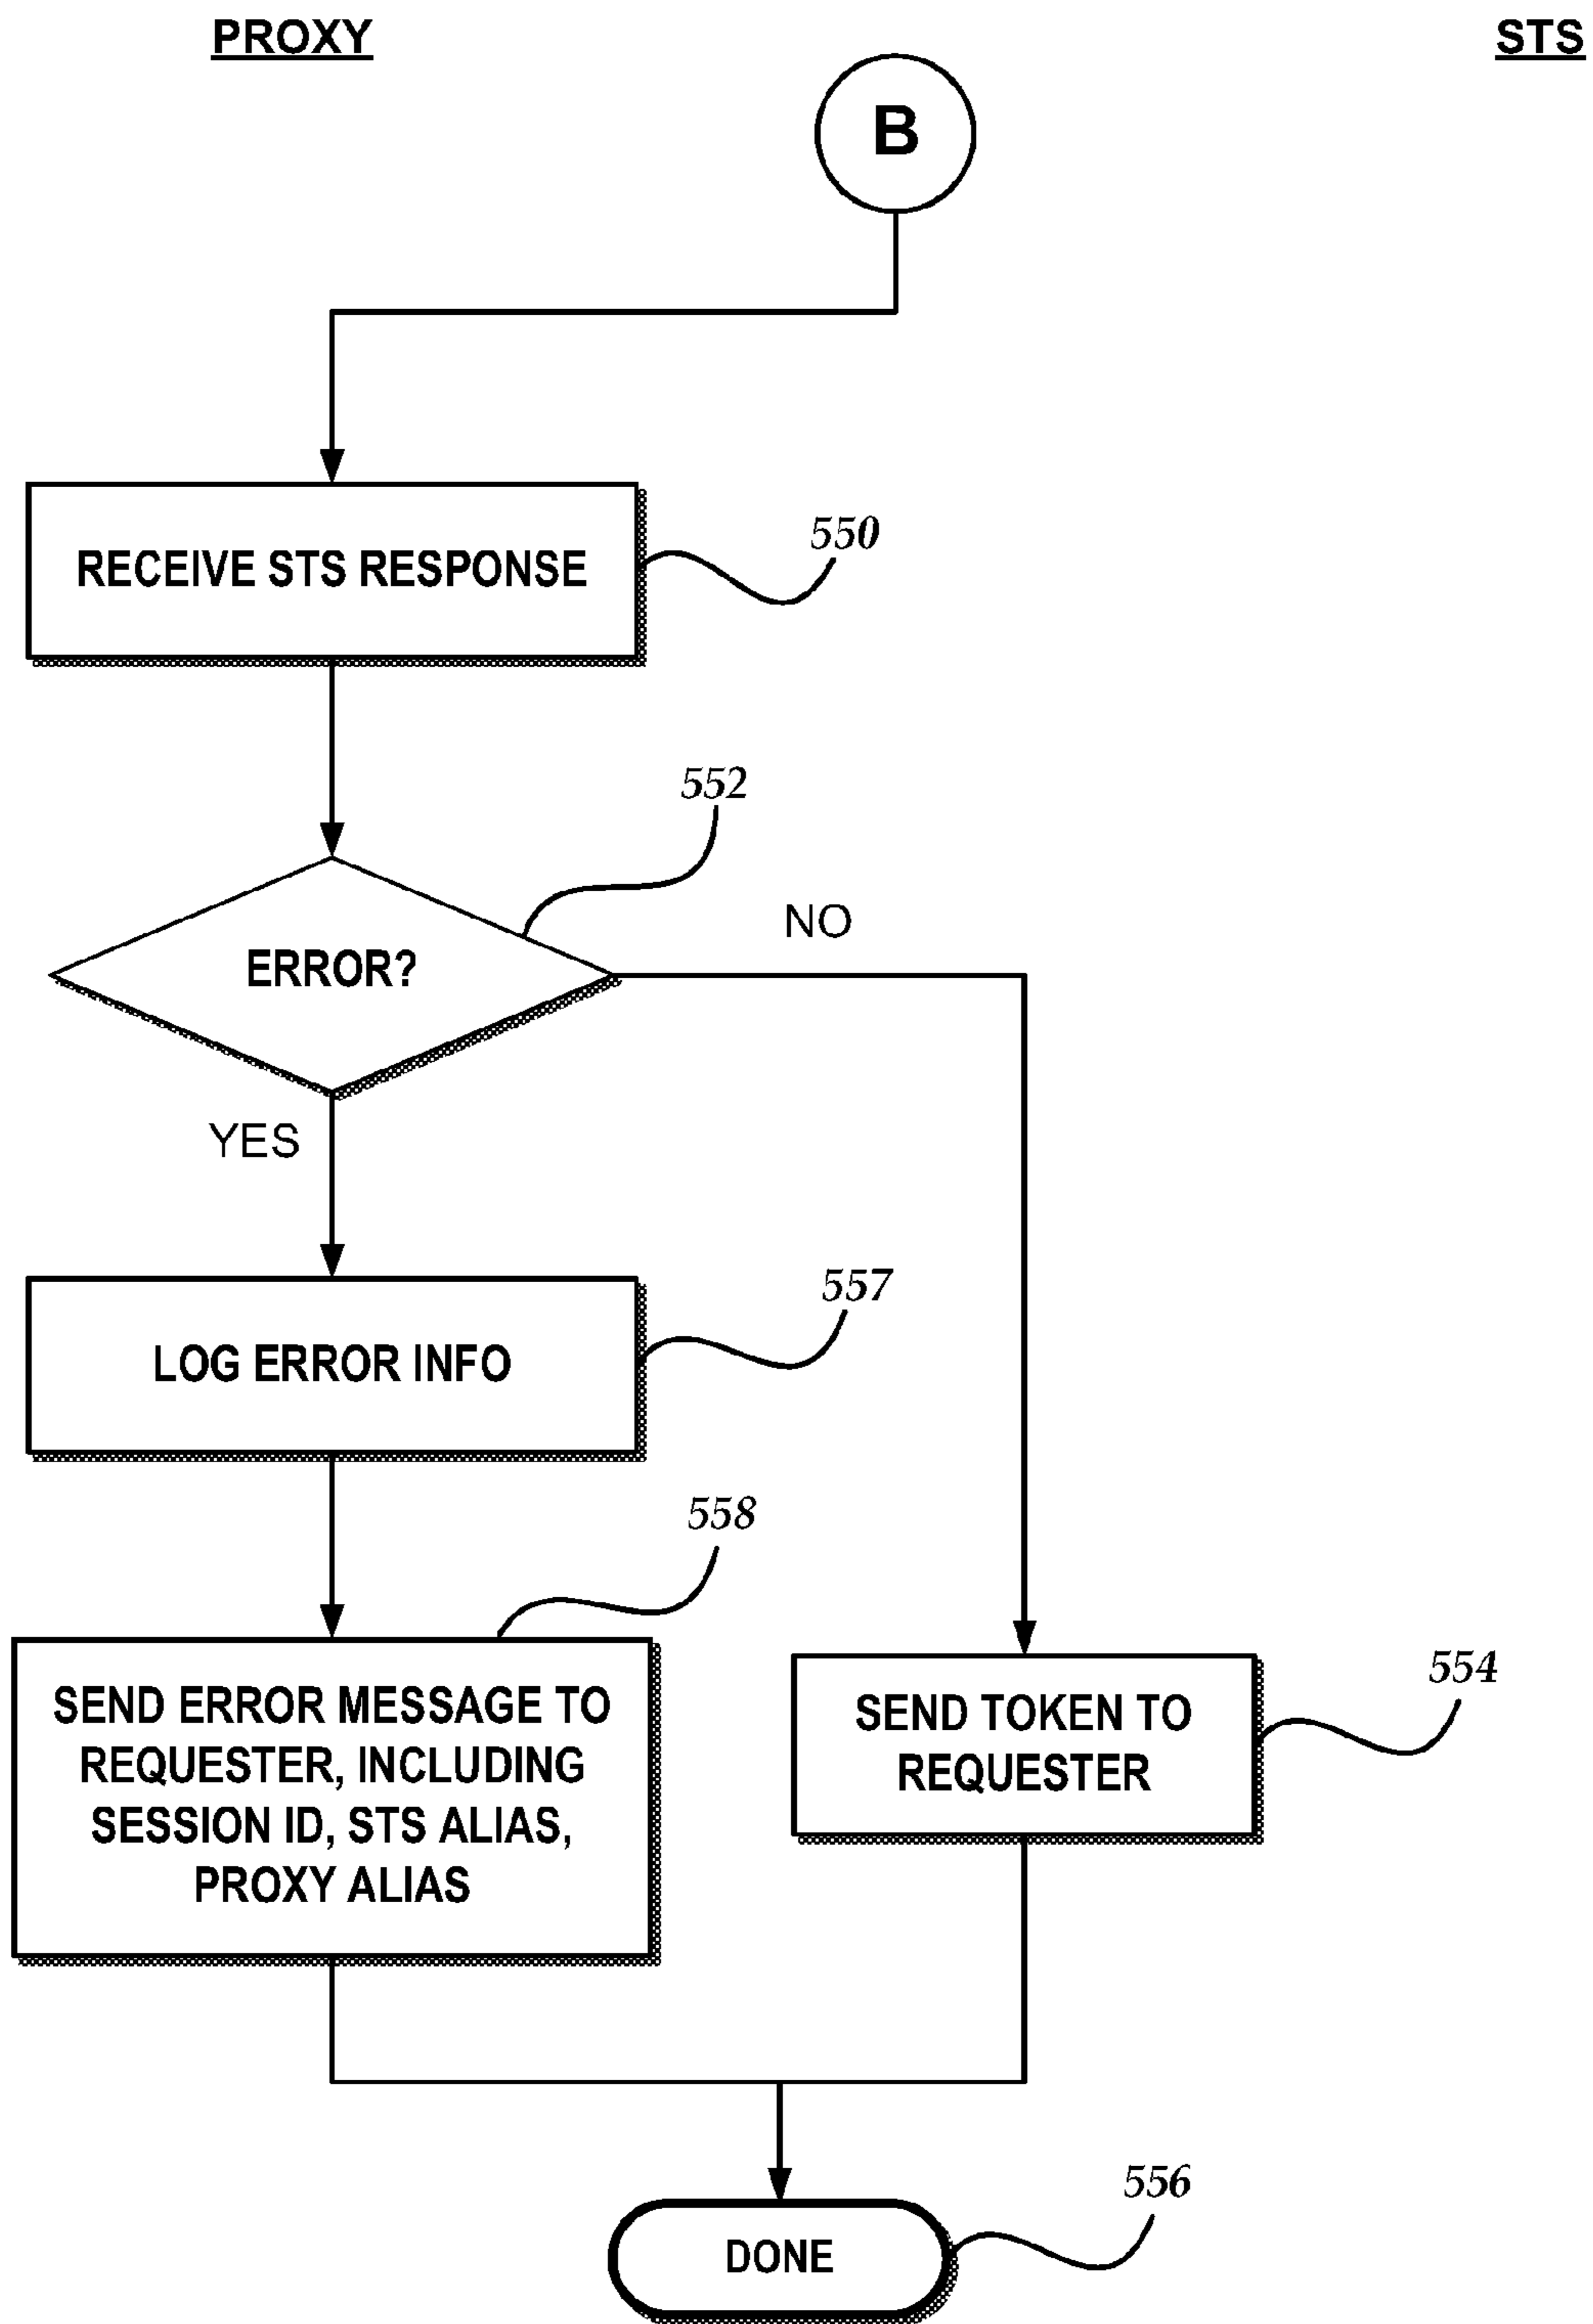 PROXY
STS
B
RECEIVE STS RESPONSE
550
552
ERROR?
NO
YES
LOG ERROR INFO
557
558
SEND ERROR MESSAGE TO
REQUESTER, INCLUDING
SESSION ID, STS ALIAS,
PROXY ALIAS
SEND TOKEN TO
REQUESTER
554
DONE
556